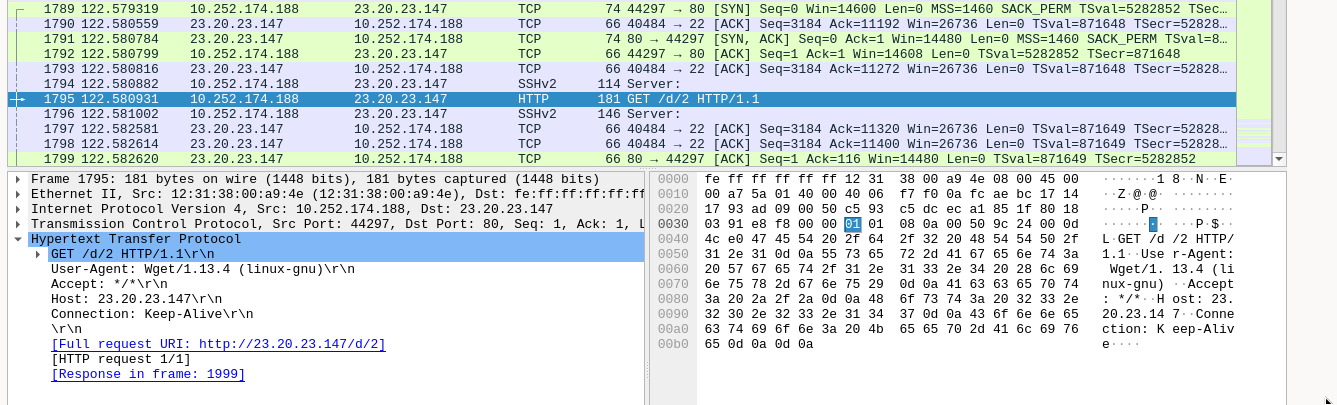 1789 122.579319 10.252.174.188 23.20.23.147 TCP 74 44297 → 80 [SYN] Seq=0 Win=14600 Len=0 MSS=1460 SACK_PERM TSval=5282852 TSec…
1790 122.580559 23.20.23.147 10.252.174.188 TCP 66 40484 → 22 [ACK] Seq=3184 Ack=11192 Win=26736 Len=0 TSval=871648 TSecr=52828…
1791 122.580784 23.20.23.147 10.252.174.188 TCP 74 80 → 44297 [SYN, ACK] Seq=0 Ack=1 Win=14480 Len=0 MSS=1460 SACK_PERM TSval=8…
1792 122.580799 10.252.174.188 23.20.23.147 TCP 66 44297 → 80 [ACK] Seq=1 Ack=1 Win=14608 Len=0 TSval=5282852 TSecr=871648
1793 122.580816 23.20.23.147 10.252.174.188 TCP 66 40484 → 22 [ACK] Seq=3184 Ack=11272 Win=26736 Len=0 TSval=871648 TSecr=52828…
1794 122.580882 10.252.174.188 23.20.23.147 SSHv2 114 Server:
1795 122.580931 10.252.174.188 23.20.23.147 HTTP 181 GET /d/2 HTTP/1.1
1796 122.581002 10.252.174.188 23.20.23.147 SSHv2 146 Server:
1797 122.582581 23.20.23.147 10.252.174.188 TCP 66 40484 → 22 [ACK] Seq=3184 Ack=11320 Win=26736 Len=0 TSval=871649 TSecr=52828…
1798 122.582614 23.20.23.147 10.252.174.188 TCP 66 40484 → 22 [ACK] Seq=3184 Ack=11400 Win=26736 Len=0 TSval=871649 TSecr=52828…
1799 122.582620 23.20.23.147 10.252.174.188 TCP 66 80 → 44297 [ACK] Seq=1 Ack=116 Win=14480 Len=0 TSval=871649 TSecr=5282852
Frame 1795: 181 bytes on wire (1448 bits), 181 bytes captured (1448 bits)
Ethernet II, Src: 12:31:38:00:a9:4e (12:31:38:00:a9:4e), Dst: fe:ff:ff:ff:ff:ff
Internet Protocol Version 4, Src: 10.252.174.188, Dst: 23.20.23.147
Transmission Control Protocol, Src Port: 44297, Dst Port: 80, Seq: 1, Ack: 1, L
Hypertext Transfer Protocol
GET /d/2 HTTP/1.1\r\n
User-Agent: Wget/1.13.4 (linux-gnu)\r\n
Accept: */*\r\n
Host: 23.20.23.147\r\n
Connection: Keep-Alive\r\n
\r\n
[Full request URI: http://23.20.23.147/d/2]
[HTTP request 1/1]
[Response in frame: 1999]
0000 fe ff ff ff ff ff 12 31 38 00 a9 4e 08 00 45 00 ·······1 8··N··E·
0010 00 a7 5a 01 40 00 40 06 f7 f0 0a fc ae bc 17 14 ··Z·@·@· ········
0020 17 93 ad 09 00 50 c5 93 c5 dc ec a1 85 1f 80 18 ·····P·· ········
0030 03 91 e8 f8 00 00 01 01 08 0a 00 50 9c 24 00 0d ········ ···P·$··
0040 4c e0 47 45 54 20 2f 64 2f 32 20 48 54 54 50 2f L·GET /d /2 HTTP/
0050 31 2e 31 0d 0a 55 73 65 72 2d 41 67 65 6e 74 3a 1.1··Use r-Agent:
0060 20 57 67 65 74 2f 31 2e 31 33 2e 34 20 28 6c 69 Wget/1. 13.4 (li
0070 6e 75 78 2d 67 6e 75 29 0d 0a 41 63 63 65 70 74 nux-gnu) ··Accept
0080 3a 20 2a 2f 2a 0d 0a 48 6f 73 74 3a 20 32 33 2e : */*··H ost: 23.
0090 32 30 2e 32 33 2e 31 34 37 0d 0a 43 6f 6e 6e 65 20.23.14 7··Conne
00a0 63 74 69 6f 6e 3a 20 4b 65 65 70 2d 41 6c 69 76 ction: K eep-Aliv
00b0 65 0d 0a 0d 0a e····